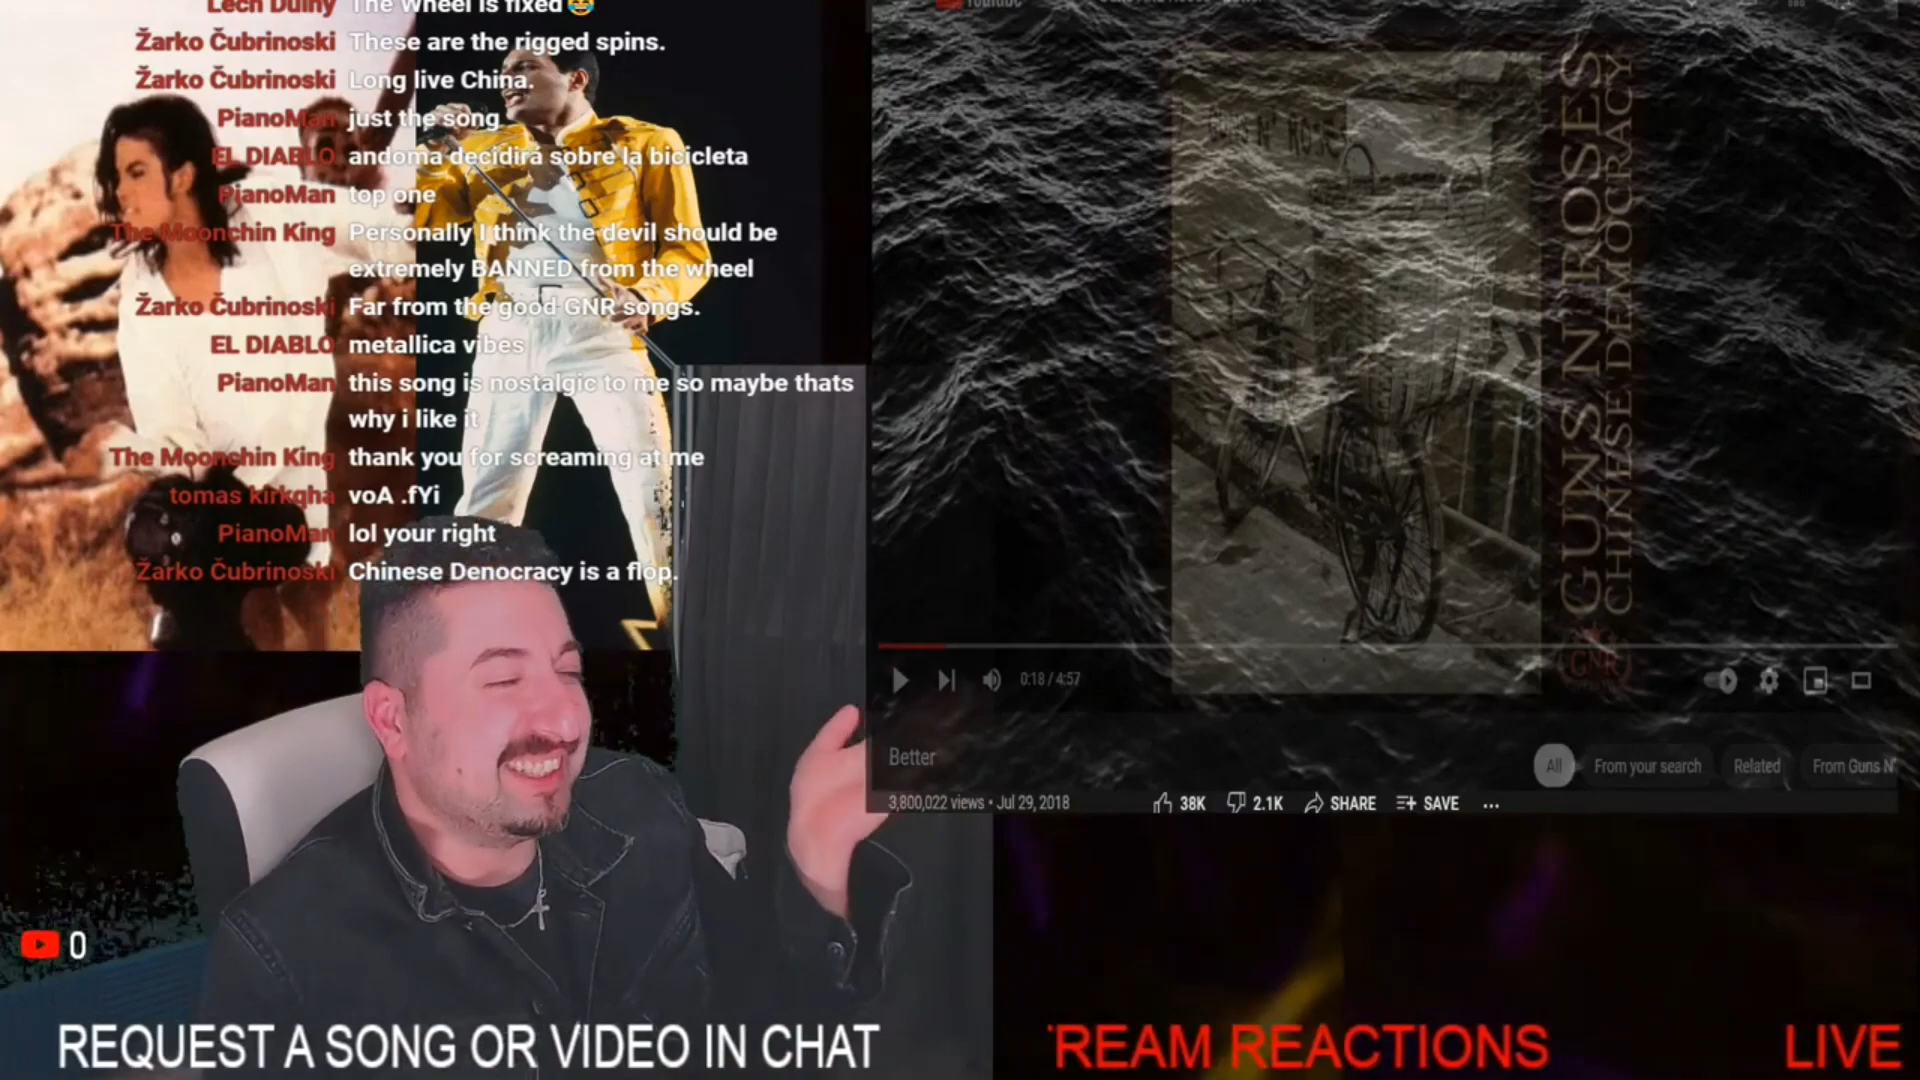 Lech Dulny The Wheel is fixed😂
Žarko Čubrinoski These are the rigged spins.
Žarko Čubrinoski Long live China.
PianoMan just the song
EL DIABLO andoma decidirá sobre la bicicleta
PianoMan top one
The Moonchin King Personally I think the devil should be
extremely BANNED from the wheel
Žarko Čubrinoski Far from the good GNR songs.
EL DIABLO metallica vibes
PianoMan this song is nostalgic to me so maybe thats
why i like it
The Moonchin King thank you for screaming at me
tomas kirkgha voA .fYi
PianoMan lol your right
Žarko Čubrinoski Chinese Denocracy is a flop.
GUNS N' ROSES
GUNS N' ROSES
CHINESE DEMOCRACY
GNR
0:18 / 4:57
Better
All From your search Related From Guns N'
3,800,022 views • Jul 29, 2018 38K 2.1K SHARE SAVE ...
0
REQUEST A SONG OR VIDEO IN CHAT
REAM REACTIONS LIVE